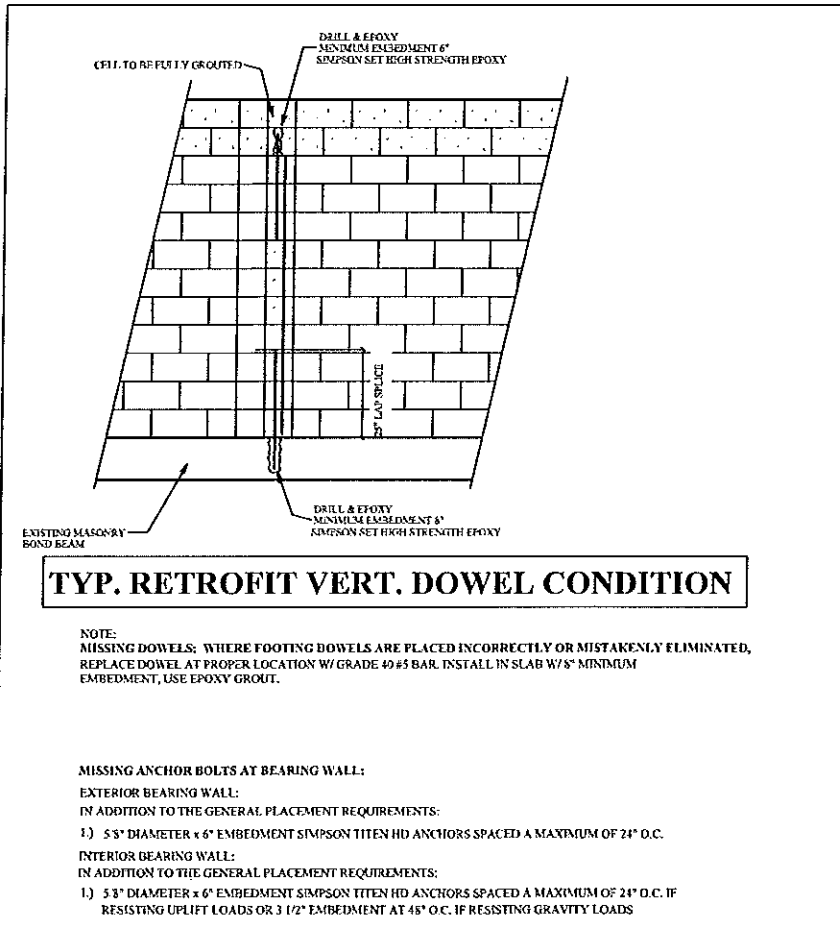 DRILL & EPOXY
MINIMUM EMBEDMENT 6"
SIMPSON SET HIGH STRENGTH EPOXY
CELL TO BE FULLY GROUTED
25" LAP SPLICE
DRILL & EPOXY
MINIMUM EMBEDMENT 8"
SIMPSON SET HIGH STRENGTH EPOXY
EXISTING MASONRY
BOND BEAM
TYP. RETROFIT VERT. DOWEL CONDITION
NOTE:
MISSING DOWELS; WHERE FOOTING DOWELS ARE PLACED INCORRECTLY OR MISTAKENLY ELIMINATED,
REPLACE DOWEL AT PROPER LOCATION W/ GRADE 40 #5 BAR. INSTALL IN SLAB W/ 8" MINIMUM
EMBEDMENT, USE EPOXY GROUT.
MISSING ANCHOR BOLTS AT BEARING WALL:
EXTERIOR BEARING WALL:
IN ADDITION TO THE GENERAL PLACEMENT REQUIREMENTS:
1.) 5/8" DIAMETER x 6" EMBEDMENT SIMPSON TITEN HD ANCHORS SPACED A MAXIMUM OF 24" O.C.
INTERIOR BEARING WALL:
IN ADDITION TO THE GENERAL PLACEMENT REQUIREMENTS:
1.) 5/8" DIAMETER x 6" EMBEDMENT SIMPSON TITEN HD ANCHORS SPACED A MAXIMUM OF 24" O.C. IF
RESISTING UPLIFT LOADS OR 3 1/2" EMBEDMENT AT 48" O.C. IF RESISTING GRAVITY LOADS